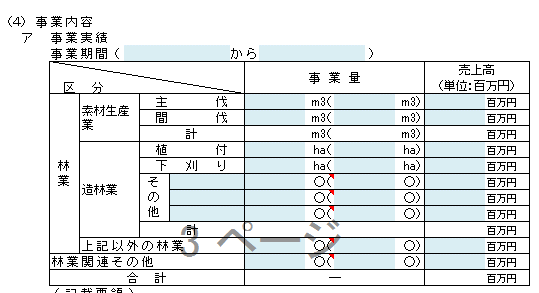 (4) 事業内容
ア 事業実績
事業期間 ( から )
区 分 事業量 売上高 (単位:百万円)
林業 素材生産業 主 伐 m3( m3) 百万円
間 伐 m3( m3) 百万円
計 m3( m3) 百万円
造林業 植 付 ha( ha) 百万円
下 刈 り ha( ha) 百万円
その他 ○( ○) 百万円
○( ○) 百万円
○( ○) 百万円
計 百万円
上記以外の林業 ○( ○) 百万円
林業関連その他 ○( ○) 百万円
合 計 ― 百万円
3 ページ
(記載要領)